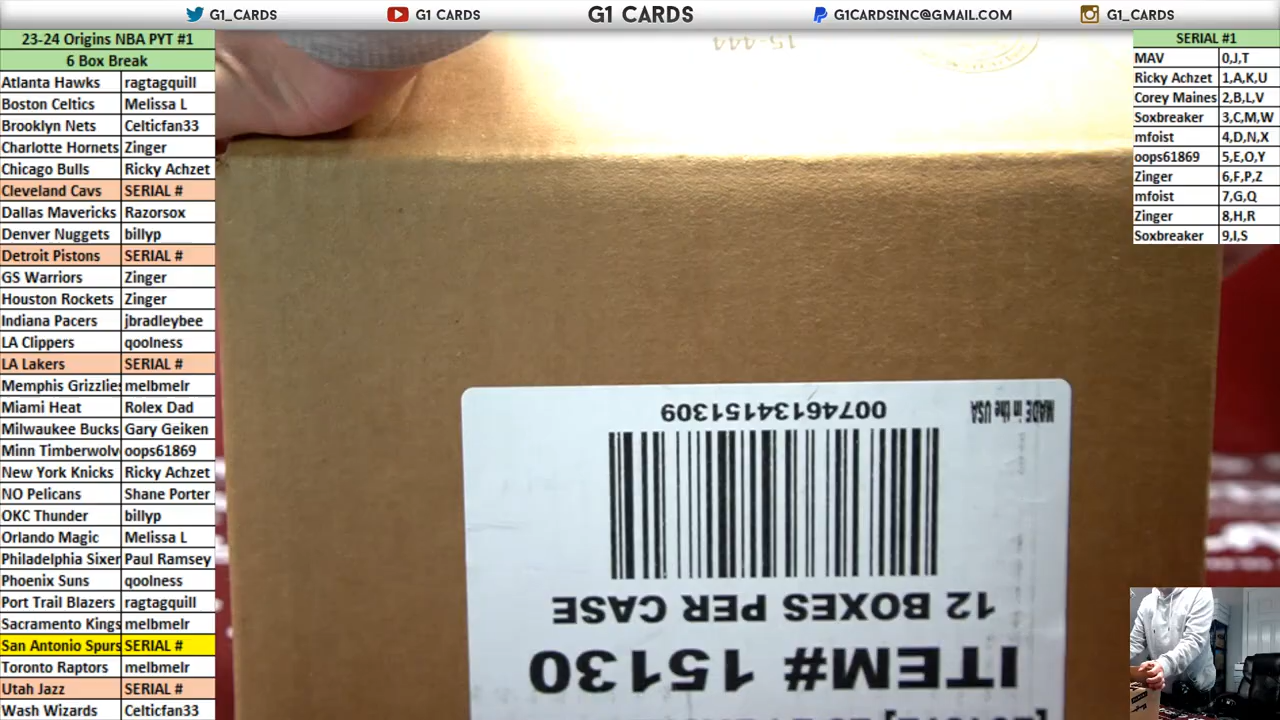 G1_CARDS
G1 CARDS
G1 CARDS
G1CARDSINC@GMAIL.COM
G1_CARDS
23-24 Origins NBA PYT #1
6 Box Break
Atlanta Hawks ragtagquill
Boston Celtics Melissa L
Brooklyn Nets Celticfan33
Charlotte Hornets Zinger
Chicago Bulls Ricky Achzet
Cleveland Cavs SERIAL #
Dallas Mavericks Razorsox
Denver Nuggets billyp
Detroit Pistons SERIAL #
GS Warriors Zinger
Houston Rockets Zinger
Indiana Pacers jbradleybee
LA Clippers qoolness
LA Lakers SERIAL #
Memphis Grizzlies melbmelr
Miami Heat Rolex Dad
Milwaukee Bucks Gary Geiken
Minn Timberwolv oops61869
New York Knicks Ricky Achzet
NO Pelicans Shane Porter
OKC Thunder billyp
Orlando Magic Melissa L
Philadelphia Sixer Paul Ramsey
Phoenix Suns qoolness
Port Trail Blazers ragtagquill
Sacramento Kings melbmelr
San Antonio Spurs SERIAL #
Toronto Raptors melbmelr
Utah Jazz SERIAL #
Wash Wizards Celticfan33
SERIAL #1
MAV 0,J,T
Ricky Achzet 1,A,K,U
Corey Maines 2,B,L,V
Soxbreaker 3,C,M,W
mfoist 4,D,N,X
oops61869 5,E,O,Y
Zinger 6,F,P,Z
mfoist 7,G,Q
Zinger 8,H,R
Soxbreaker 9,I,S
15-444
MADE in the USA
00746134151309
12 BOXES PER CASE
ITEM# 15130